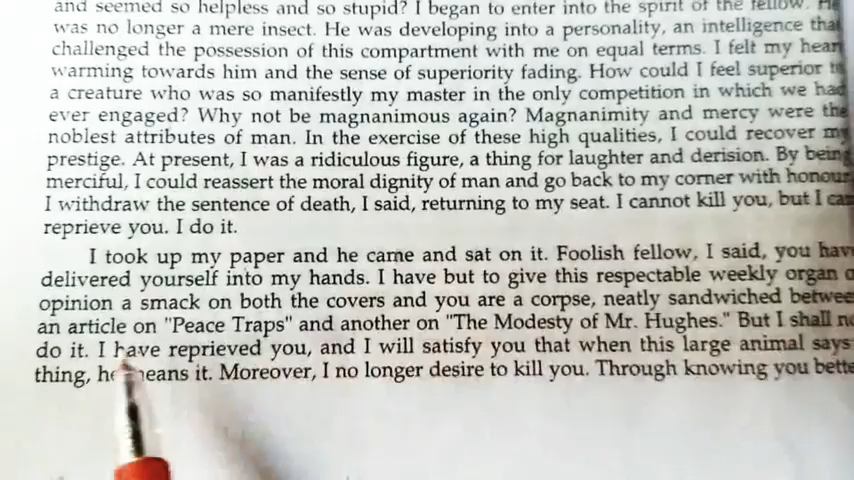 and seemed so helpless and so stupid? I began to enter into the spirit of the fellow. He
was no longer a mere insect. He was developing into a personality, an intelligence that
challenged the possession of this compartment with me on equal terms. I felt my heart
warming towards him and the sense of superiority fading. How could I feel superior to
a creature who was so manifestly my master in the only competition in which we had
ever engaged? Why not be magnanimous again? Magnanimity and mercy were the
noblest attributes of man. In the exercise of these high qualities, I could recover my
prestige. At present, I was a ridiculous figure, a thing for laughter and derision. By being
merciful, I could reassert the moral dignity of man and go back to my corner with honour.
I withdraw the sentence of death, I said, returning to my seat. I cannot kill you, but I can
reprieve you. I do it.
I took up my paper and he came and sat on it. Foolish fellow, I said, you have
delivered yourself into my hands. I have but to give this respectable weekly organ o
opinion a smack on both the covers and you are a corpse, neatly sandwiched betwee
an article on "Peace Traps" and another on "The Modesty of Mr. Hughes." But I shall no
do it. I have reprieved you, and I will satisfy you that when this large animal says
thing, he means it. Moreover, I no longer desire to kill you. Through knowing you bette